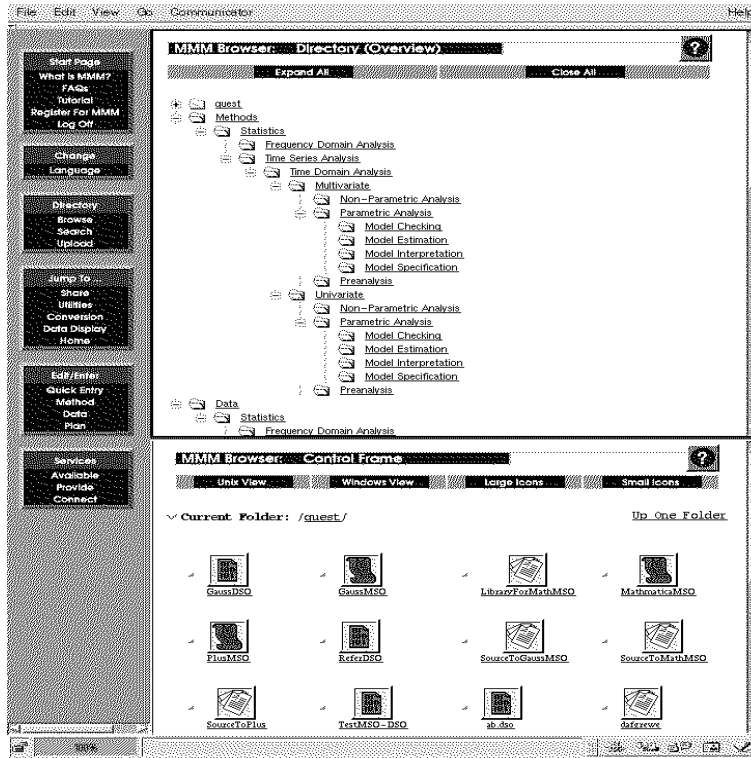 File Edit View Go Communicator Help
Start Page
What Is MMM?
FAQs
Tutorial
Register For MMM
Log Off
Change
Language
Directory
Browse
Search
Upload
Jump To
Share
Utilities
Conversion
Data Display
Home
Edit/Enter
Quick Entry
Method
Data
Plan
Services
Available
Provide
Connect
MMM Browser: Directory (Overview)
?
Expand All Close All
guest
Methods
Statistics
Frequency Domain Analysis
Time Series Analysis
Time Domain Analysis
Multivariate
Non-Parametric Analysis
Parametric Analysis
Model Checking
Model Estimation
Model Interpretation
Model Specification
Preanalysis
Univariate
Non-Parametric Analysis
Parametric Analysis
Model Checking
Model Estimation
Model Interpretation
Model Specification
Preanalysis
Data
Statistics
Frequency Domain Analysis
MMM Browser: Control Frame
?
Unix View Windows View Large Icons Small Icons
Current Folder: /guest/ Up One Folder
GaussDSO GaussMSO LibraryForMathMSO MathmaticaMSO
PlusMSO ReferDSO SourceToGaussMSO SourceToMathMSO
SourceToPlus TestMSO-DSO ab.dso dafgrewe
100%